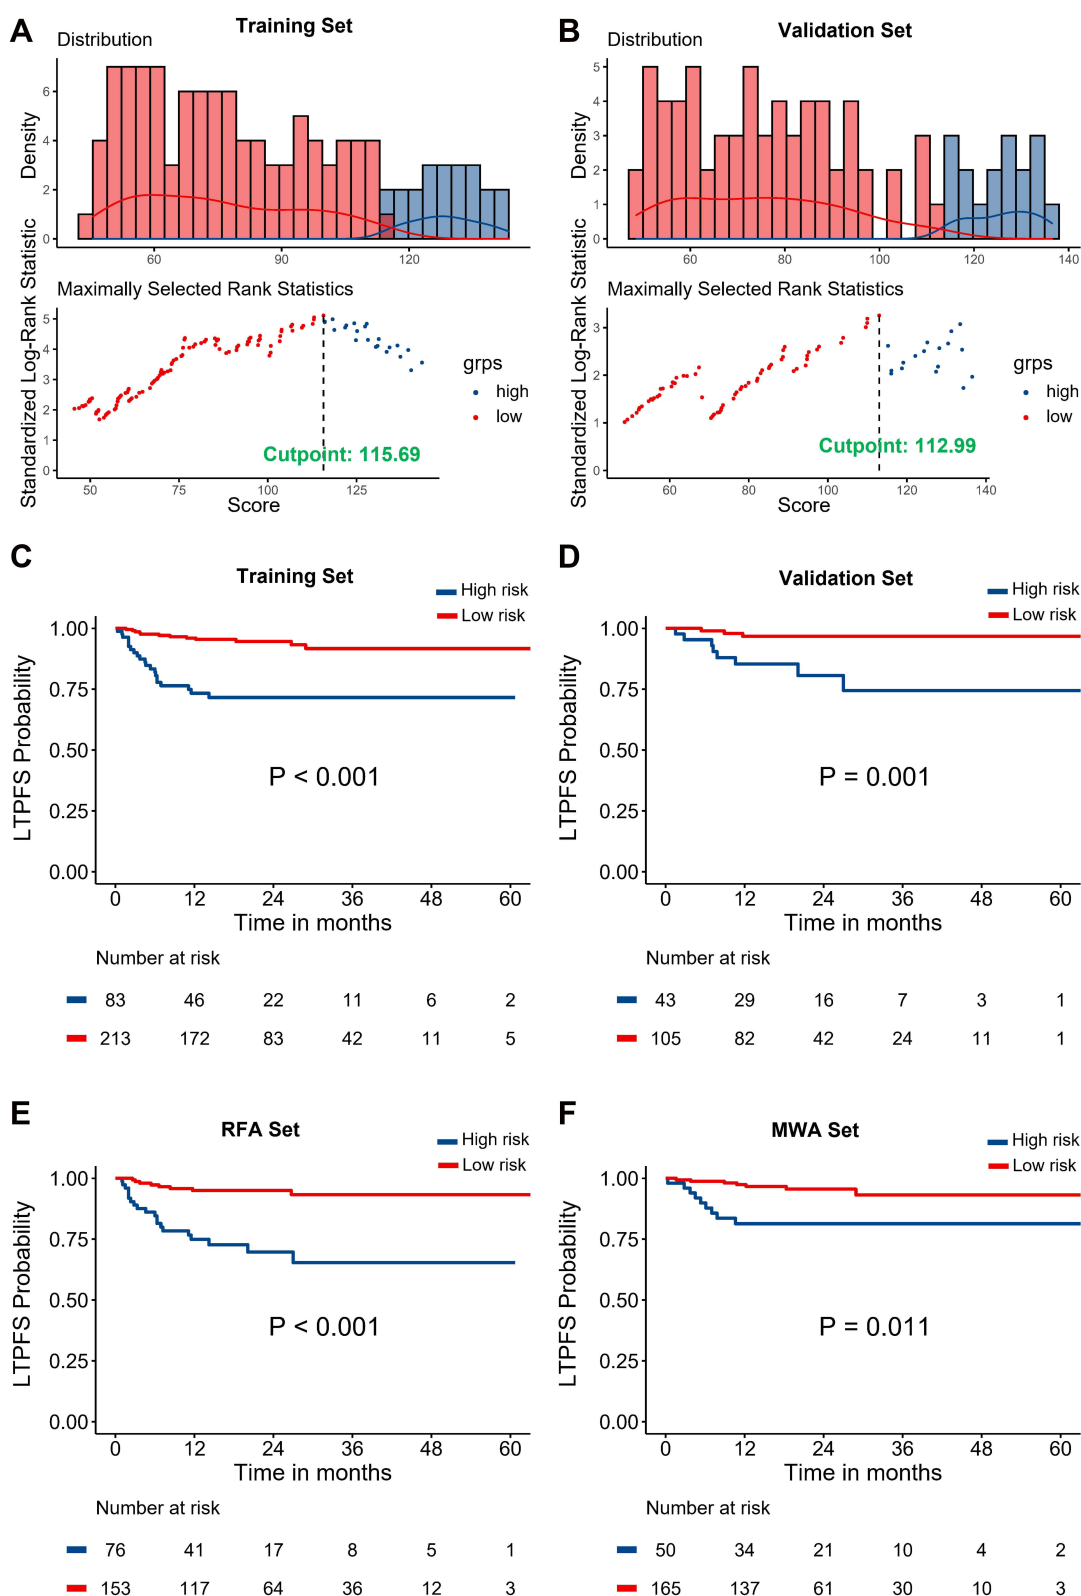 A
Training Set
Distribution
Density
6
4
2
0
60
90
120
Maximally Selected Rank Statistics
Standardized Log-Rank Statistic
5
4
3
2
1
0
Cutpoint: 115.69
50
75
100
125
Score
grps
high
low
B
Validation Set
Distribution
Density
5
4
3
2
1
0
60
80
100
120
140
Maximally Selected Rank Statistics
Standardized Log-Rank Statistic
3
2
1
0
Cutpoint: 112.99
60
80
100
120
140
Score
grps
high
low
C
Training Set
High risk
Low risk
LTPFS Probability
1.00
0.75
0.50
0.25
0.00
P < 0.001
0 12 24 36 48 60
Time in months
Number at risk
83 46 22 11 6 2
213 172 83 42 11 5
D
Validation Set
High risk
Low risk
LTPFS Probability
1.00
0.75
0.50
0.25
0.00
P = 0.001
0 12 24 36 48 60
Time in months
Number at risk
43 29 16 7 3 1
105 82 42 24 11 1
E
RFA Set
High risk
Low risk
LTPFS Probability
1.00
0.75
0.50
0.25
0.00
P < 0.001
0 12 24 36 48 60
Time in months
Number at risk
76 41 17 8 5 1
153 117 64 36 12 3
F
MWA Set
High risk
Low risk
LTPFS Probability
1.00
0.75
0.50
0.25
0.00
P = 0.011
0 12 24 36 48 60
Time in months
Number at risk
50 34 21 10 4 2
165 137 61 30 10 3